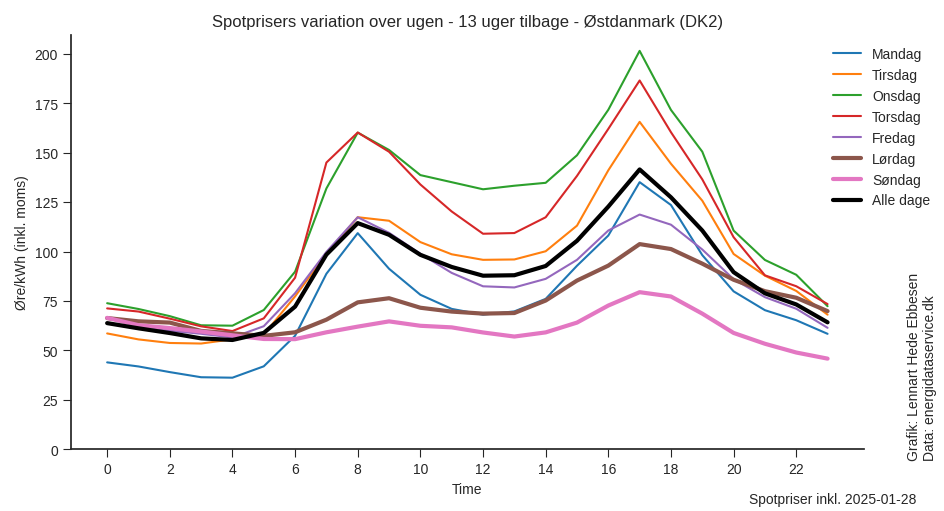 Spotprisers variation over ugen - 13 uger tilbage - Østdanmark (DK2)
Øre/kWh (inkl. moms)
200
175
150
125
100
75
50
25
0
0 2 4 6 8 10 12 14 16 18 20 22
Time
Mandag
Tirsdag
Onsdag
Torsdag
Fredag
Lørdag
Søndag
Alle dage
Grafik: Lennart Hede Ebbesen
Data: energidataservice.dk
Spotpriser inkl. 2025-01-28